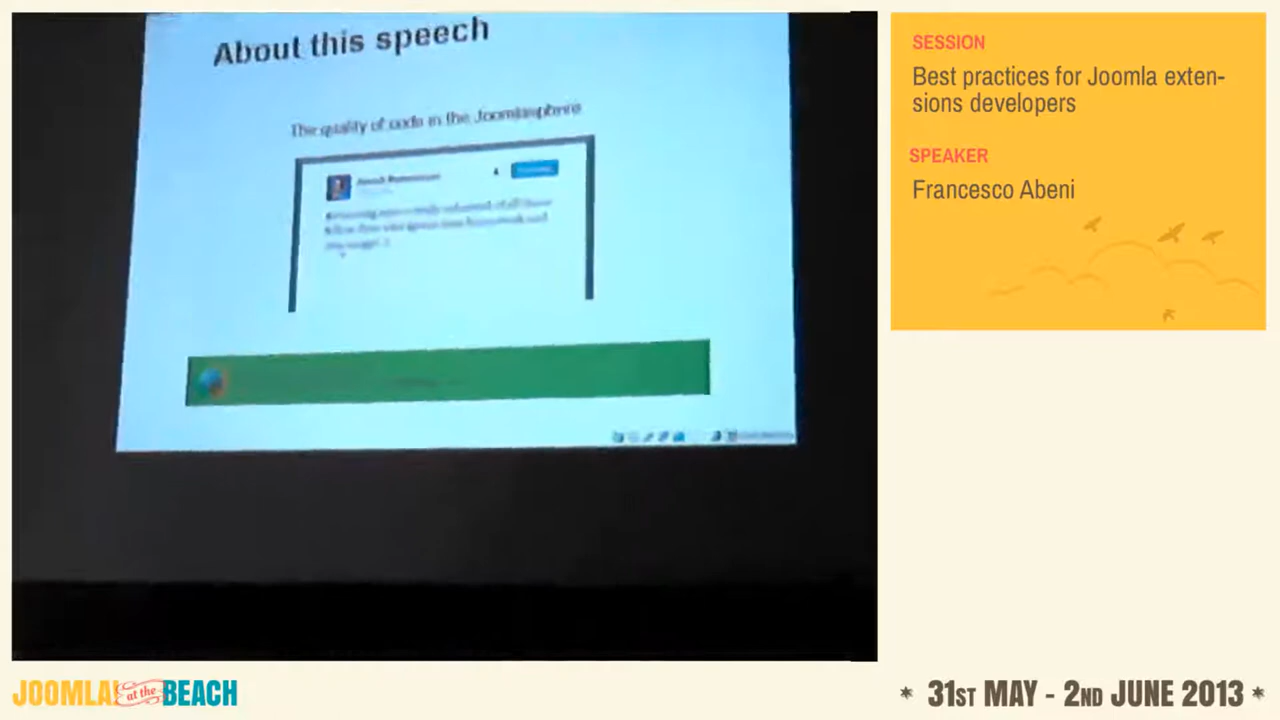 About this speech
The quality of code in the Joomlasphere
SESSION
Best practices for Joomla exten-
sions developers
SPEAKER
Francesco Abeni
JOOMLA! at the BEACH
* 31ST MAY - 2ND JUNE 2013 *